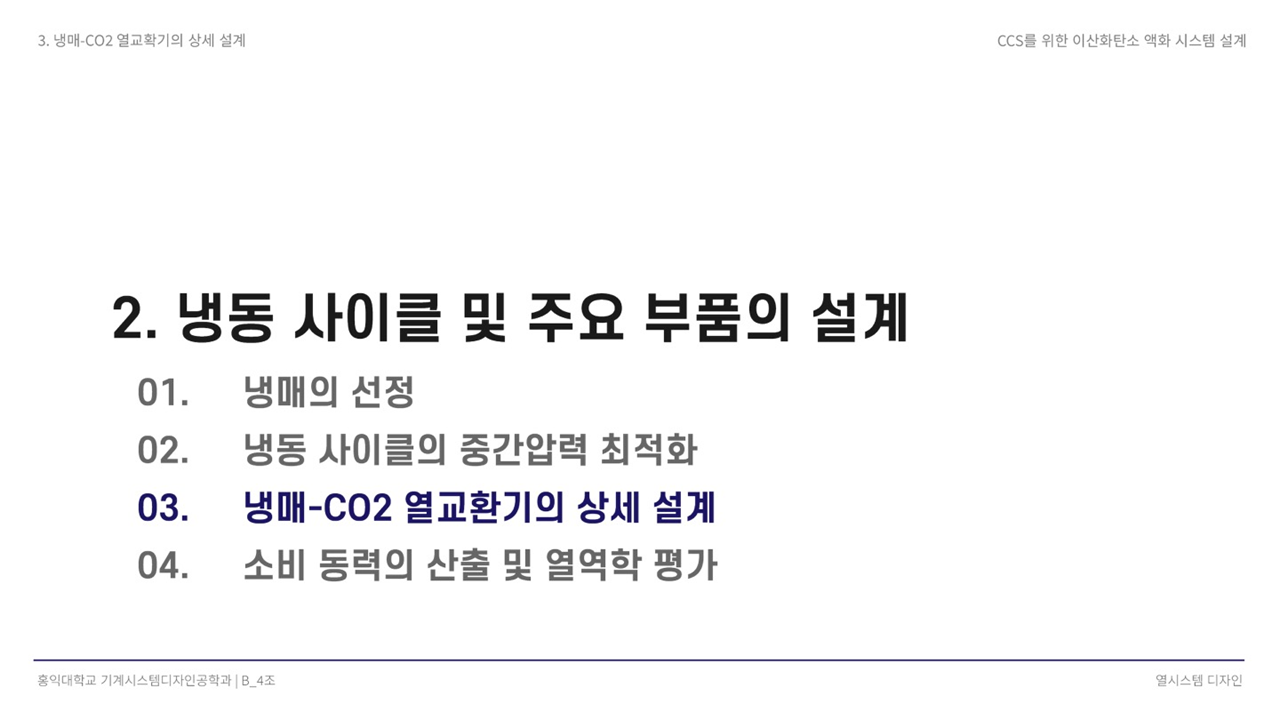 3. 냉매-CO2 열교확기의 상세 설계
CCS를 위한 이산화탄소 액화 시스템 설계
2. 냉동 사이클 및 주요 부품의 설계
01. 냉매의 선정
02. 냉동 사이클의 중간압력 최적화
03. 냉매-CO2 열교환기의 상세 설계
04. 소비 동력의 산출 및 열역학 평가
홍익대학교 기계시스템디자인공학과 | B_4조
열시스템 디자인